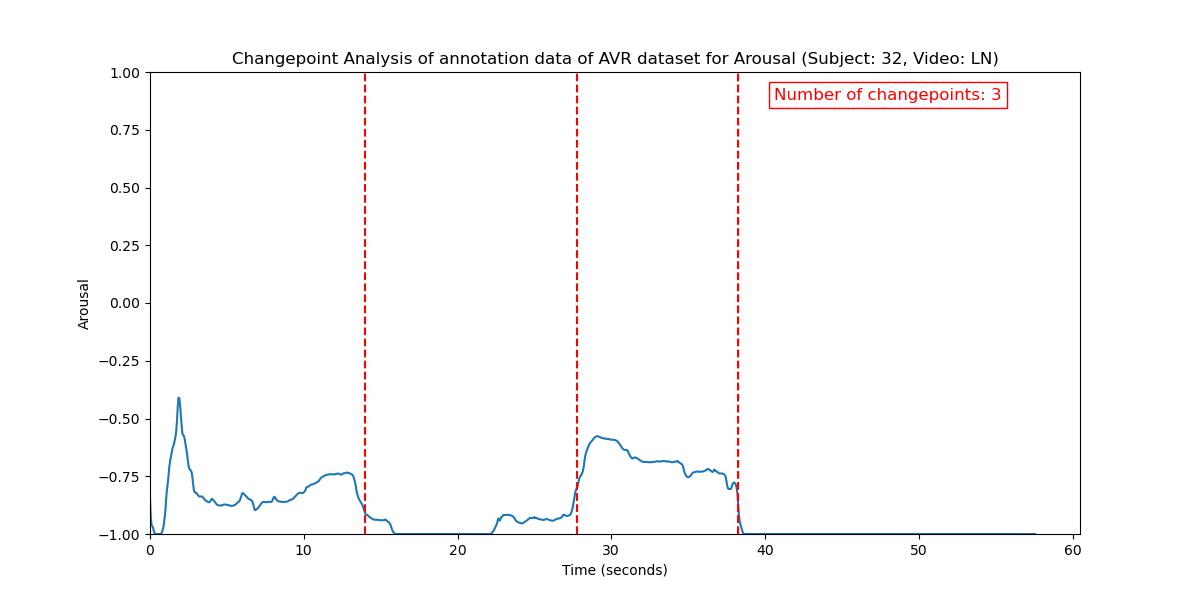 Changepoint Analysis of annotation data of AVR dataset for Arousal (Subject: 32, Video: LN)
Number of changepoints: 3
1.00
0.75
0.50
0.25
0.00
−0.25
−0.50
−0.75
−1.00
Arousal
0 10 20 30 40 50 60
Time (seconds)